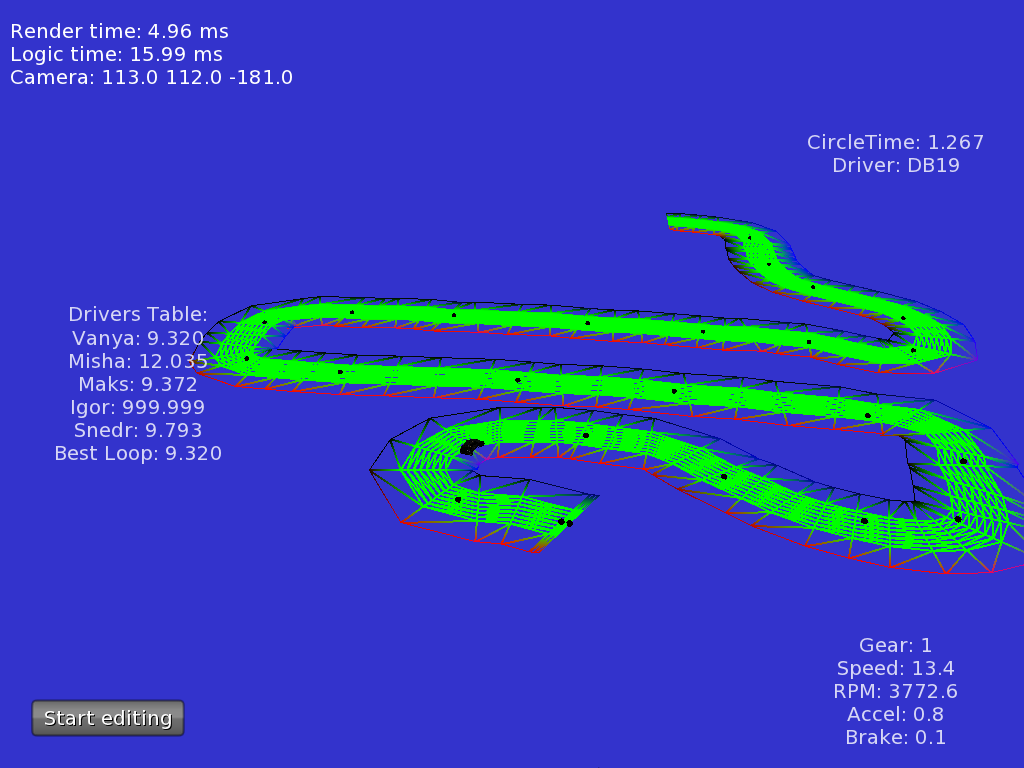 Render time: 4.96 ms
Logic time: 15.99 ms
Camera: 113.0 112.0 -181.0
CircleTime: 1.267
Driver: DB19
Drivers Table:
Vanya: 9.320
Misha: 12.035
Maks: 9.372
Igor: 999.999
Snedr: 9.793
Best Loop: 9.320
Gear: 1
Speed: 13.4
RPM: 3772.6
Accel: 0.8
Brake: 0.1
Start editing